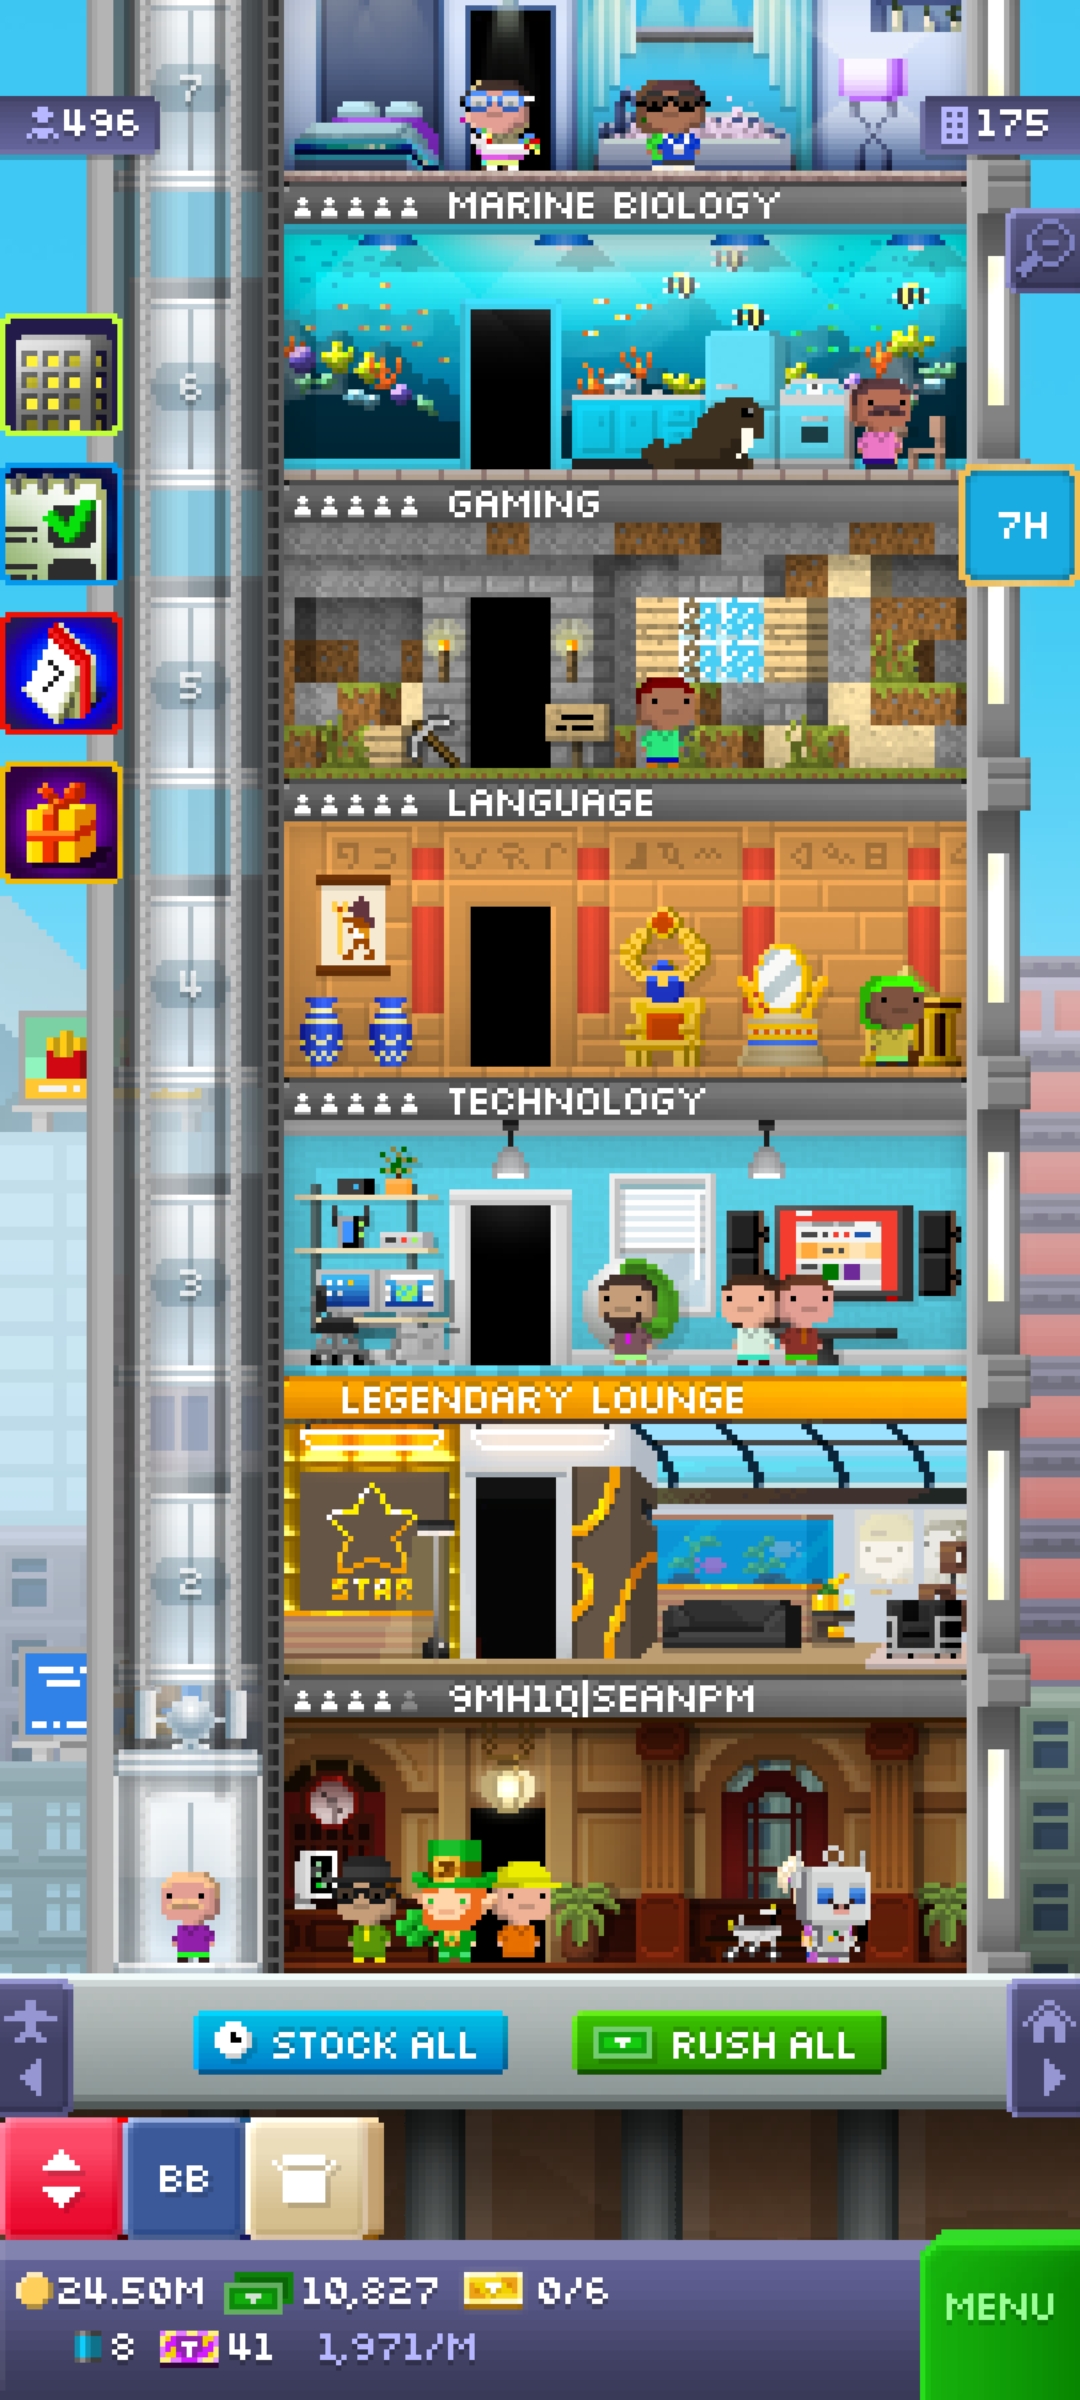 7
496
175
MARINE BIOLOGY
6
GAMING
7H
5
LANGUAGE
4
TECHNOLOGY
3
LEGENDARY LOUNGE
STAR
2
9MH1Q|SEANPM
STOCK ALL
RUSH ALL
BB
24.50M 10,827 0/6
MENU
8 41 1,971/M